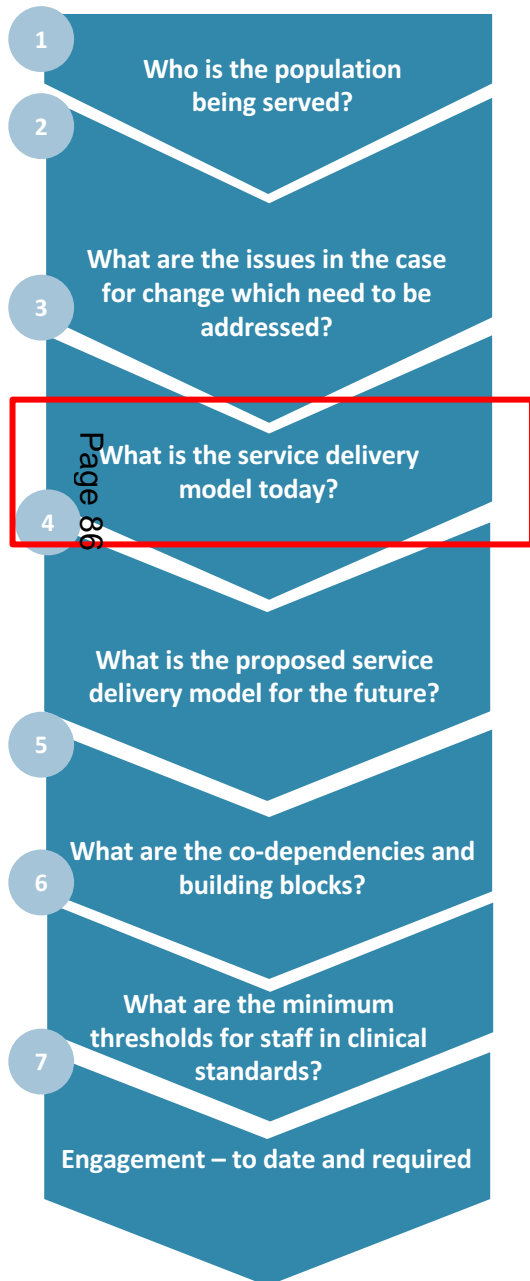 1
Who is the population
being served?
2
What are the issues in the case
for change which need to be
addressed?
3
What is the service delivery
model today?
Page 86
4
What is the proposed service
delivery model for the future?
5
What are the co-dependencies and
building blocks?
6
What are the minimum
thresholds for staff in clinical
standards?
7
Engagement – to date and required